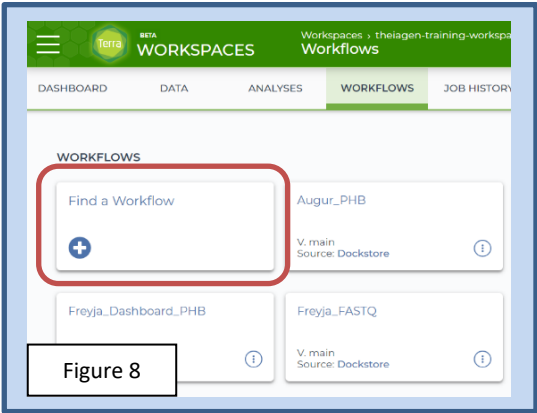 Terra
BETA
WORKSPACES
Workspaces › theiagen-training-workspa
Workflows
DASHBOARD
DATA
ANALYSES
WORKFLOWS
JOB HISTORY
WORKFLOWS
Find a Workflow
Augur_PHB
V. main
Source: Dockstore
Freyja_Dashboard_PHB
Freyja_FASTQ
V. main
Source: Dockstore
Figure 8